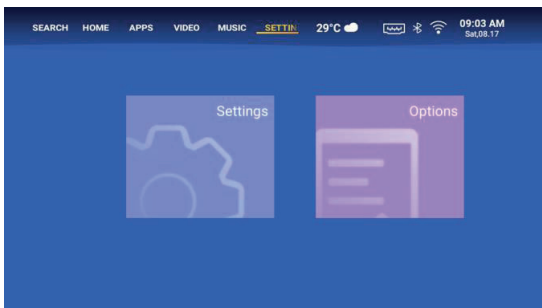 SEARCH HOME APPS VIDEO MUSIC SETTIN 29°C 09:03 AM
Sat,08.17
Settings Options